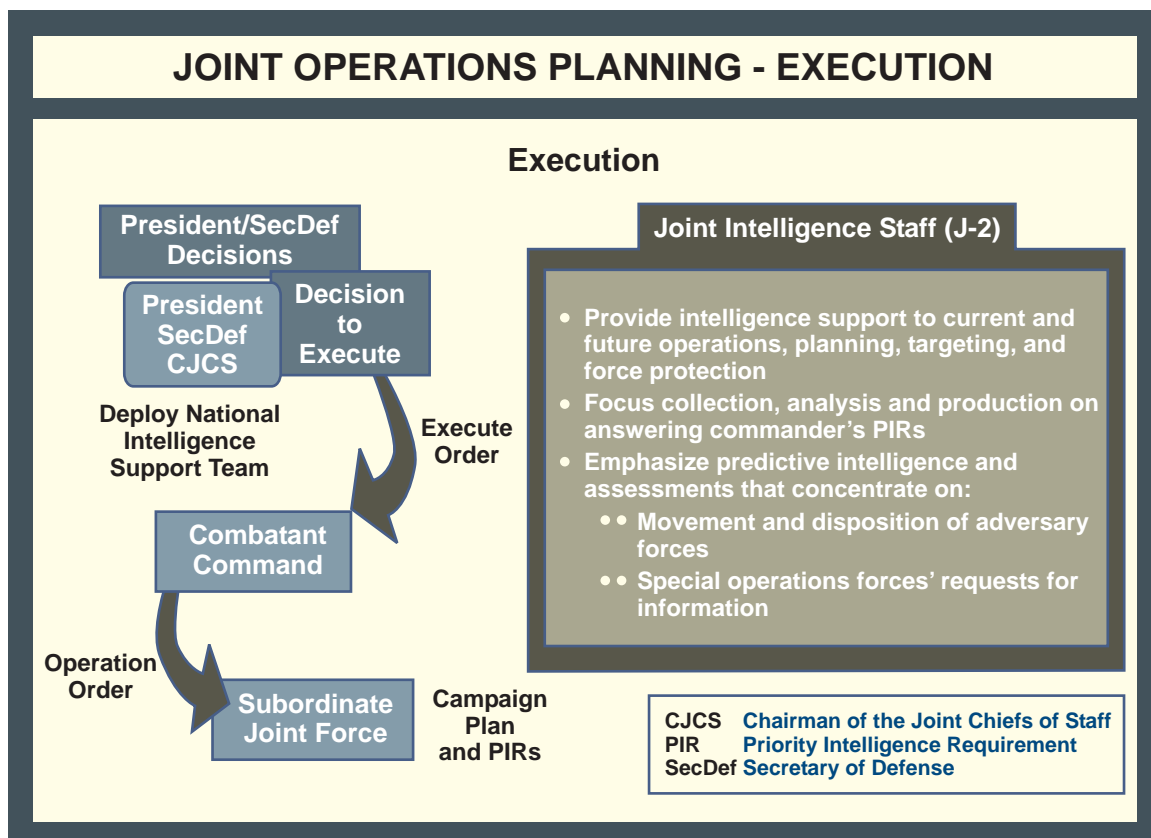 JOINT OPERATIONS PLANNING - EXECUTION
Execution
President/SecDef
Decisions
President
SecDef
CJCS
Decision
to
Execute
Deploy National
Intelligence
Support Team
Execute
Order
Combatant
Command
Operation
Order
Subordinate
Joint Force
Campaign
Plan
and PIRs
Joint Intelligence Staff (J-2)
• Provide intelligence support to current and
future operations, planning, targeting, and
force protection
• Focus collection, analysis and production on
answering commander's PIRs
• Emphasize predictive intelligence and
assessments that concentrate on:
•• Movement and disposition of adversary
forces
•• Special operations forces' requests for
information
CJCS Chairman of the Joint Chiefs of Staff
PIR Priority Intelligence Requirement
SecDef Secretary of Defense